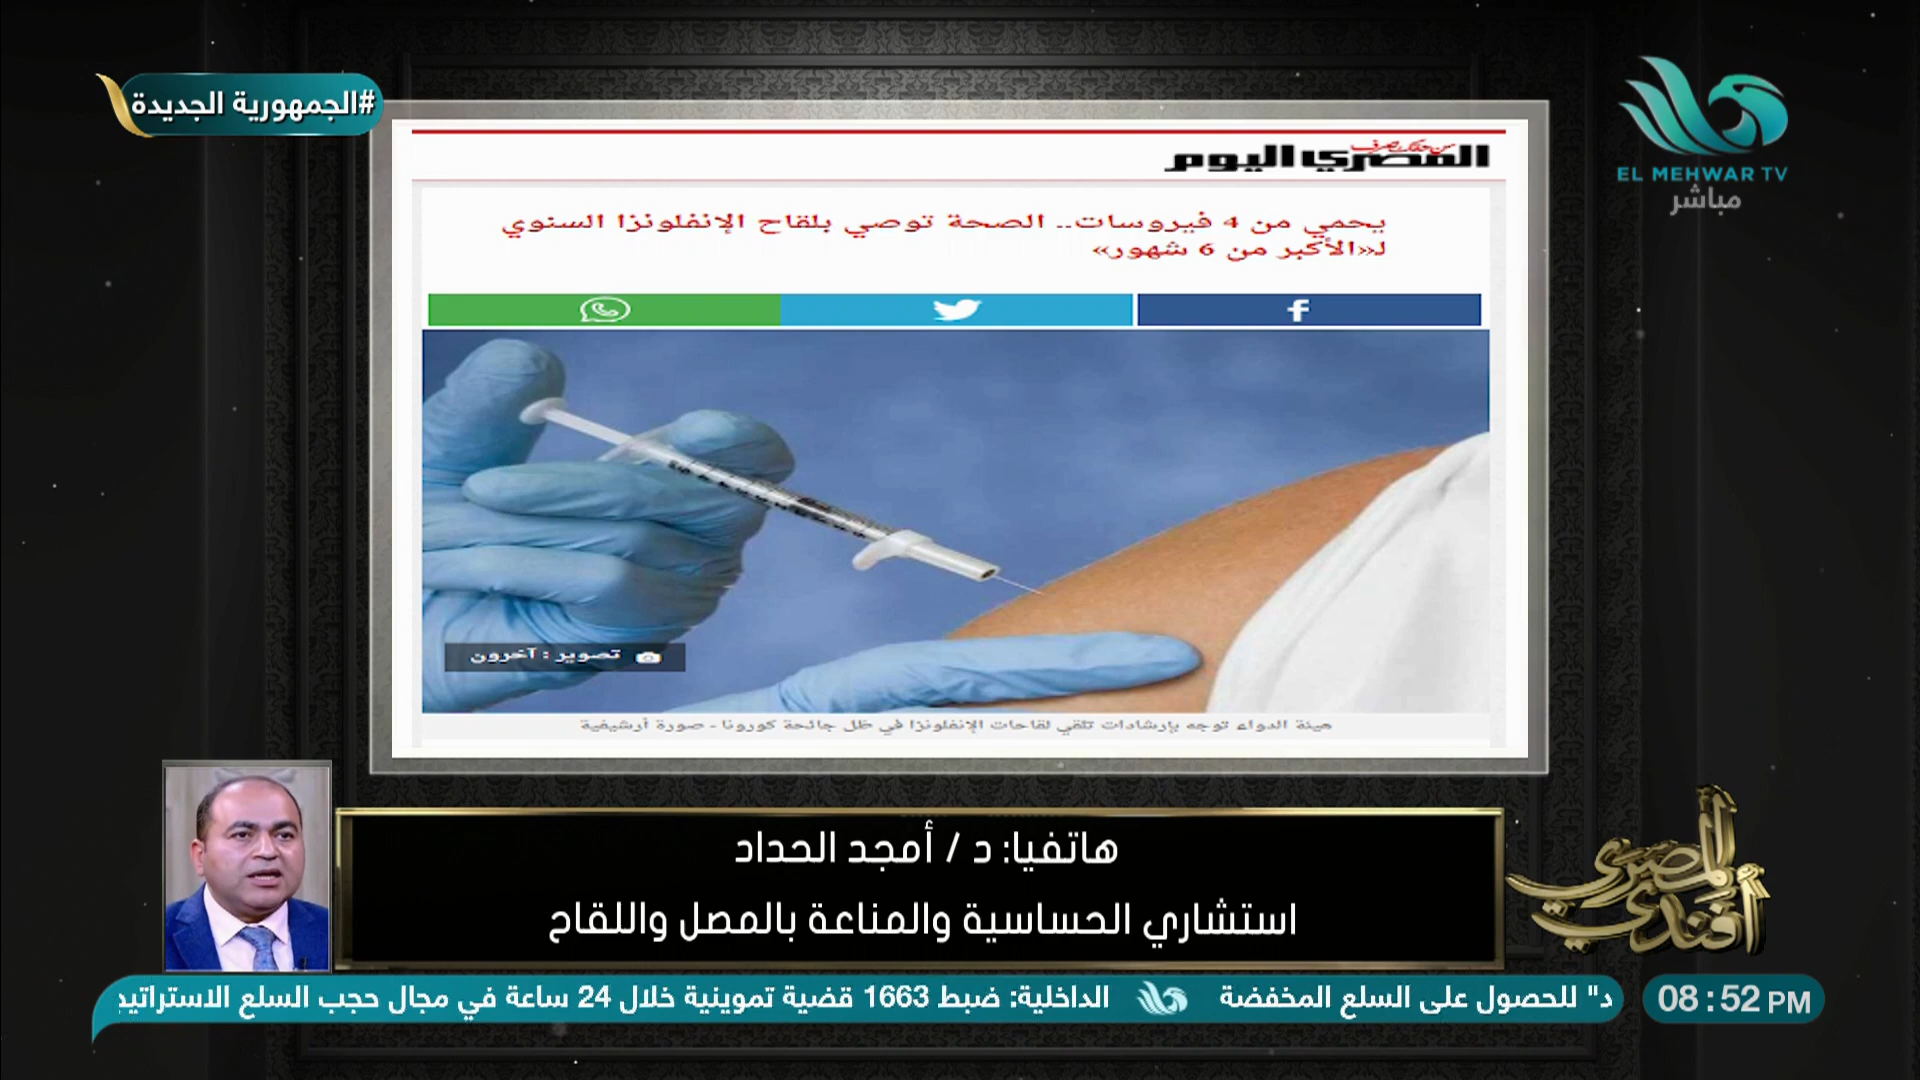 #الجمهورية الجديدة
EL MEHWAR TV
مباشر
المصري اليوم
يحمي من 4 فيروسات.. الصحة توصي بلقاح الإنفلونزا السنوي
لـ«الأكبر من 6 شهور»
تصوير : آخرون
هيئة الدواء توجه بإرشادات تلقي لقاحات الإنفلونزا في ظل جائحة كورونا - صورة أرشيفية
هاتفيا: د / أمجد الحداد
استشاري الحساسية والمناعة بالمصل واللقاح
المصري أفندي
د" للحصول على السلع المخفضة الداخلية: ضبط 1663 قضية تموينية خلال 24 ساعة في مجال حجب السلع الاستراتيج
08:52 PM